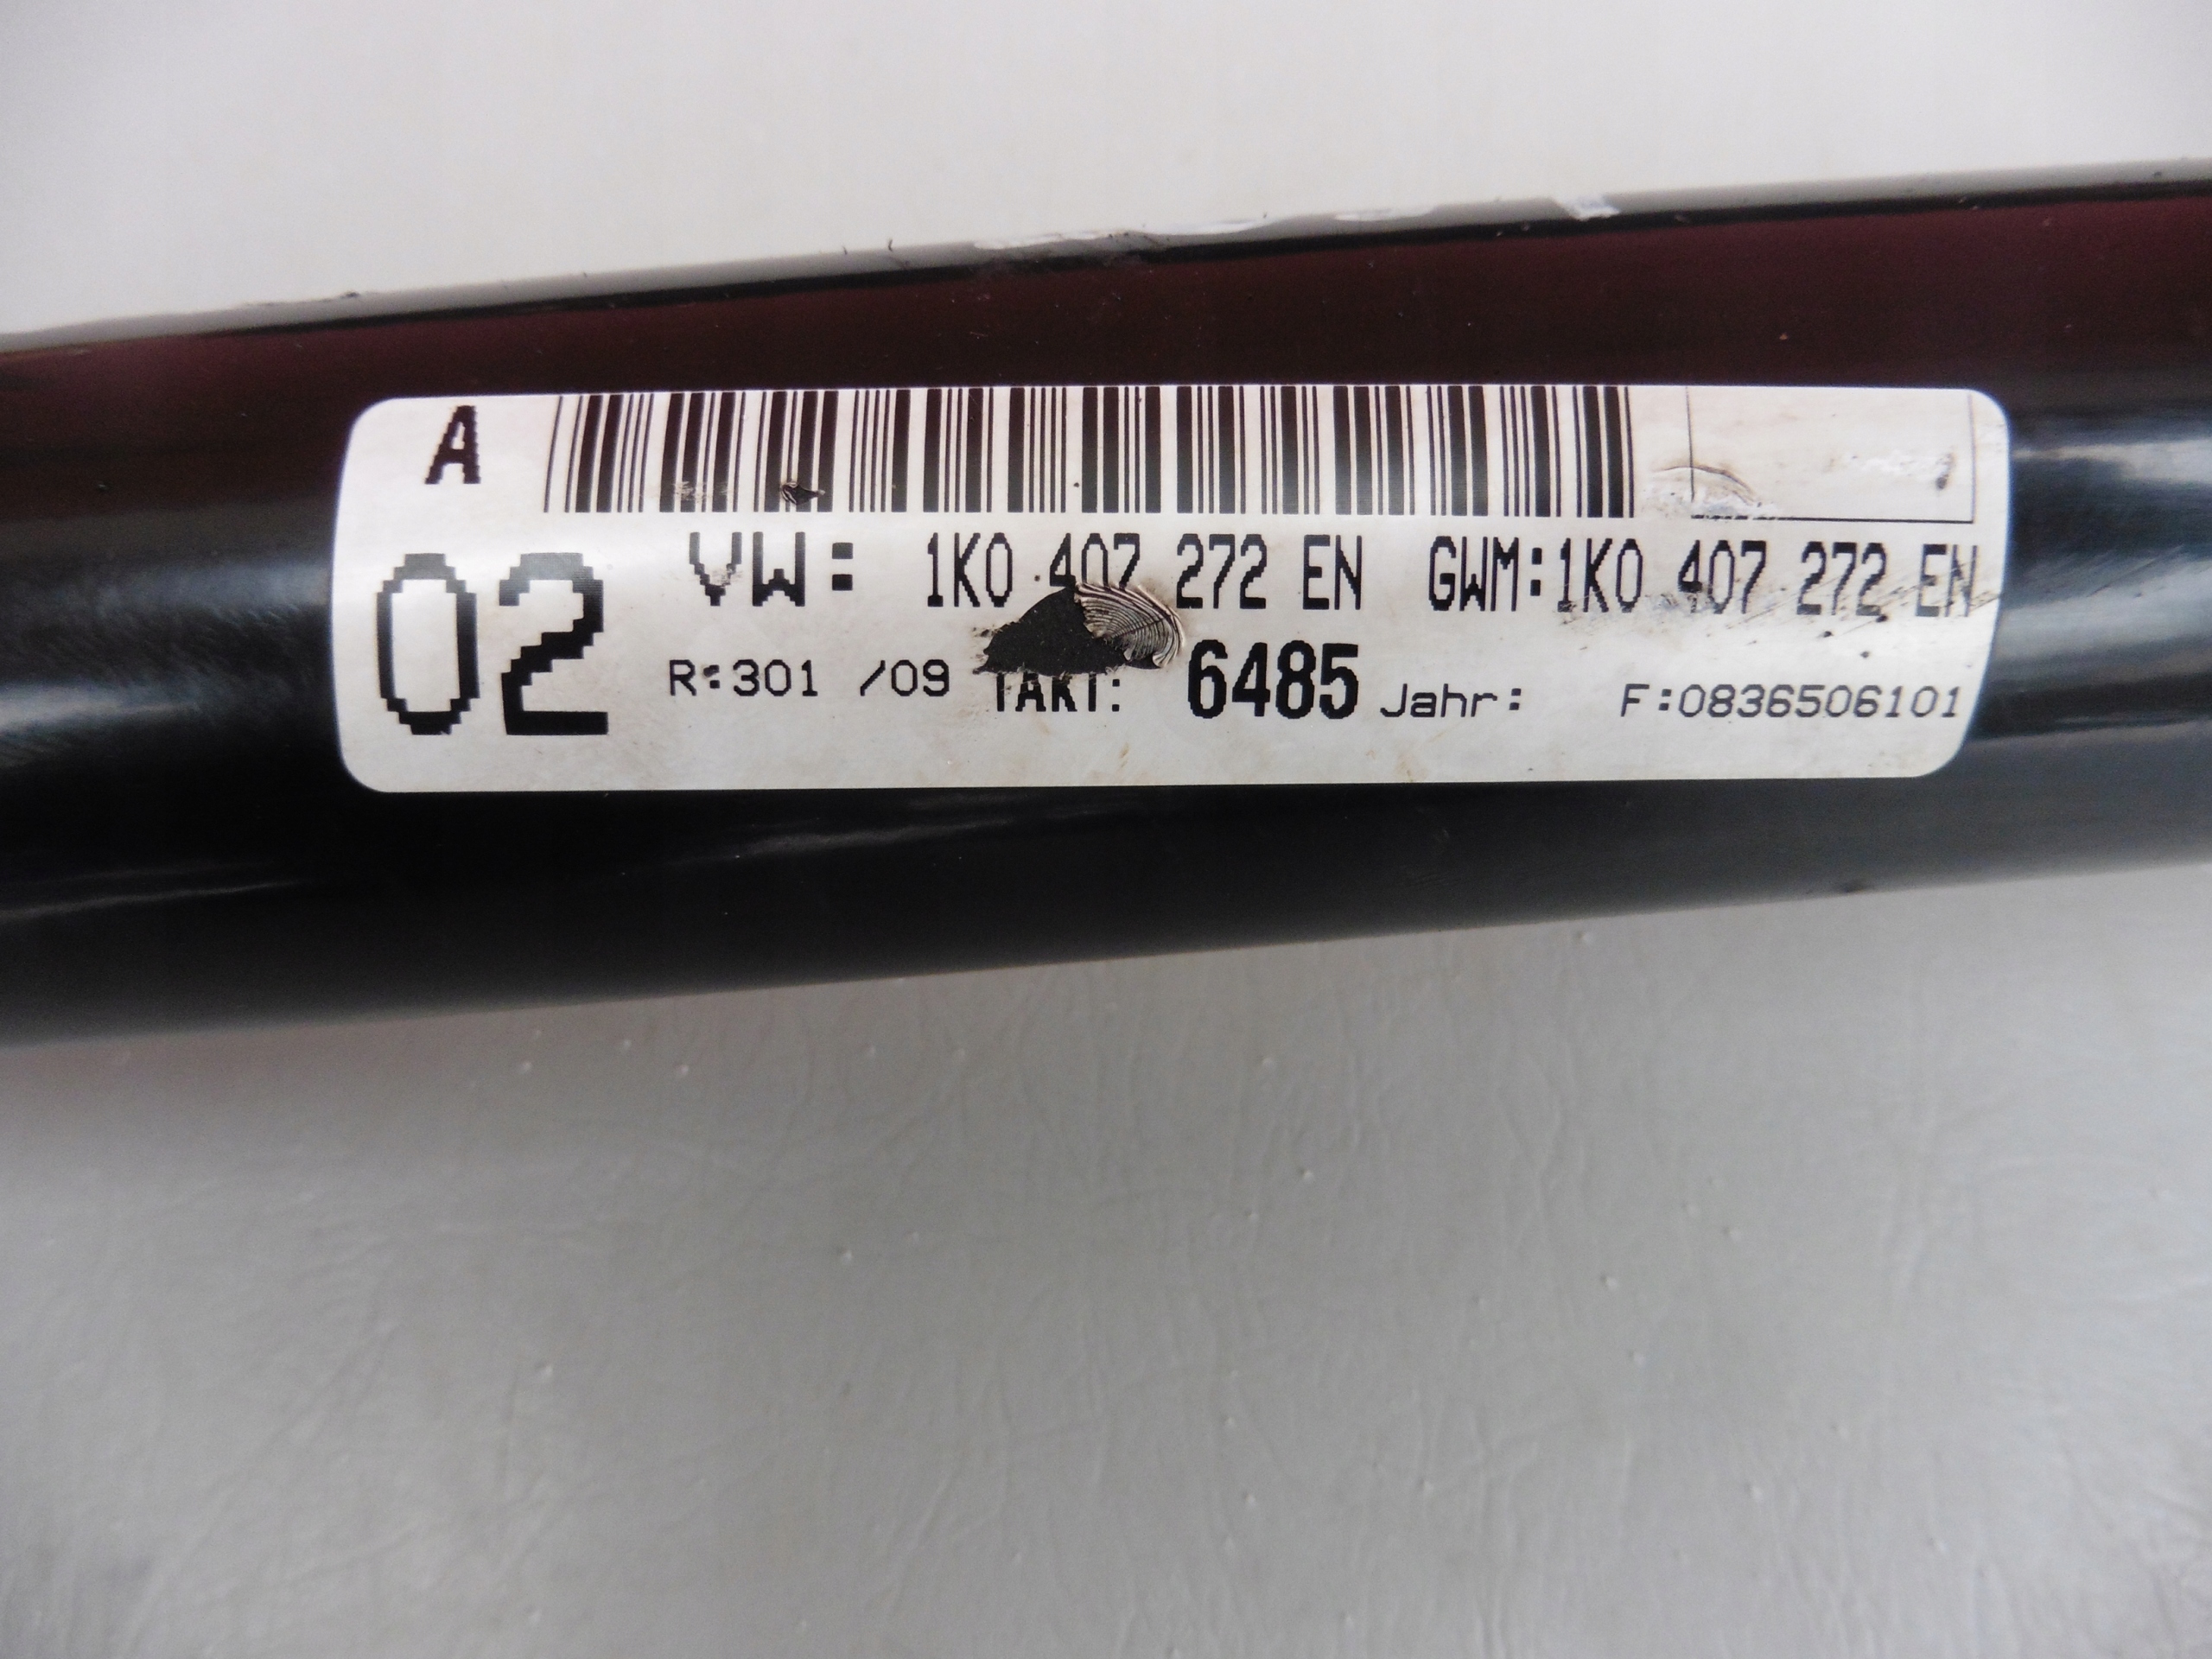 A
02
VW: 1K0 407 272 EN GWM:1K0 407 272 EN
R:301 /09 TAKT: 6485 Jahr: F:0836506101